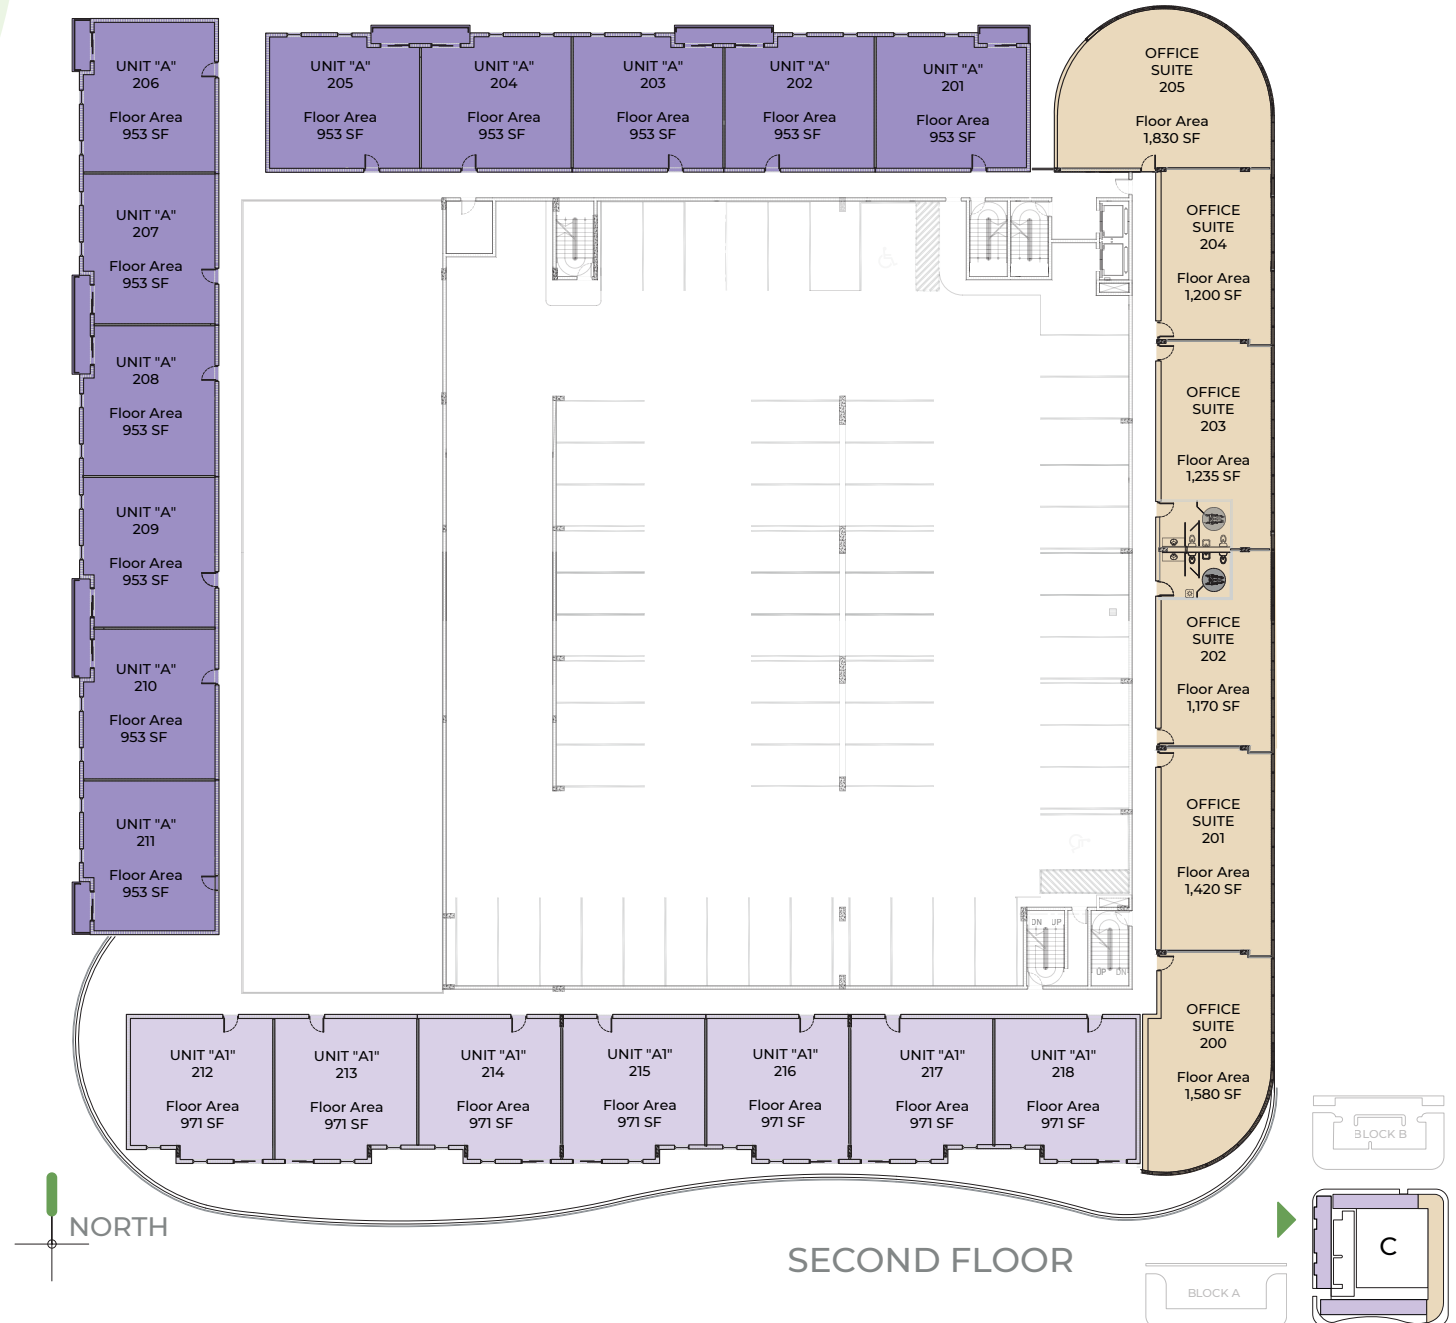 UNIT "A"
206
Floor Area
953 SF
UNIT "A"
205
Floor Area
953 SF
UNIT "A"
204
Floor Area
953 SF
UNIT "A"
203
Floor Area
953 SF
UNIT "A"
202
Floor Area
953 SF
UNIT "A"
201
Floor Area
953 SF
OFFICE
SUITE
205
Floor Area
1,830 SF
UNIT "A"
207
Floor Area
953 SF
OFFICE
SUITE
204
Floor Area
1,200 SF
UNIT "A"
208
Floor Area
953 SF
OFFICE
SUITE
203
Floor Area
1,235 SF
UNIT "A"
209
Floor Area
953 SF
OFFICE
SUITE
202
Floor Area
1,170 SF
UNIT "A"
210
Floor Area
953 SF
UNIT "A"
211
Floor Area
953 SF
OFFICE
SUITE
201
Floor Area
1,420 SF
DN UP
UP DN
OFFICE
SUITE
200
Floor Area
1,580 SF
UNIT "A1"
212
Floor Area
971 SF
UNIT "A1"
213
Floor Area
971 SF
UNIT "A1"
214
Floor Area
971 SF
UNIT "A1"
215
Floor Area
971 SF
UNIT "A1"
216
Floor Area
971 SF
UNIT "A1"
217
Floor Area
971 SF
UNIT "A1"
218
Floor Area
971 SF
NORTH
SECOND FLOOR
BLOCK B
C
BLOCK A